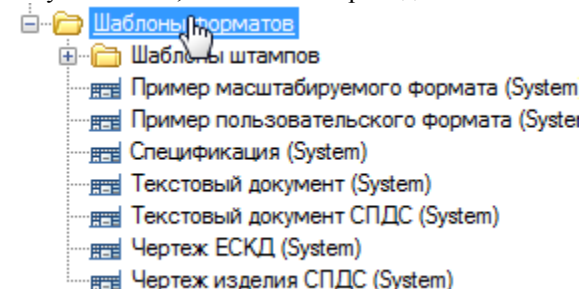 Шаблоны форматов
Шаблоны штампов
Пример масштабируемого формата (System
Пример пользовательского формата (System
Спецификация (System)
Текстовый документ (System)
Текстовый документ СПДС (System)
Чертеж ЕСКД (System)
Чертеж изделия СПДС (System)